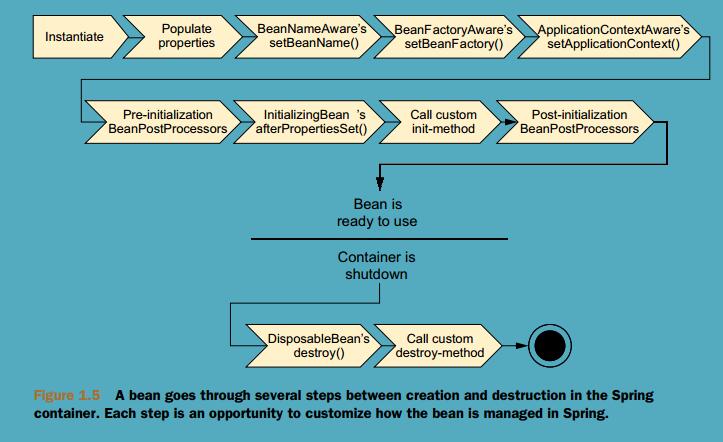 Instantiate
Populate
properties
BeanNameAware's
setBeanName()
BeanFactoryAware's
setBeanFactory()
ApplicationContextAware's
setApplicationContext()
Pre-initialization
BeanPostProcessors
InitializingBean 's
afterPropertiesSet()
Call custom
init-method
Post-initialization
BeanPostProcessors
Bean is
ready to use
Container is
shutdown
DisposableBean's
destroy()
Call custom
destroy-method
Figure 1.5 A bean goes through several steps between creation and destruction in the Spring
container. Each step is an opportunity to customize how the bean is managed in Spring.